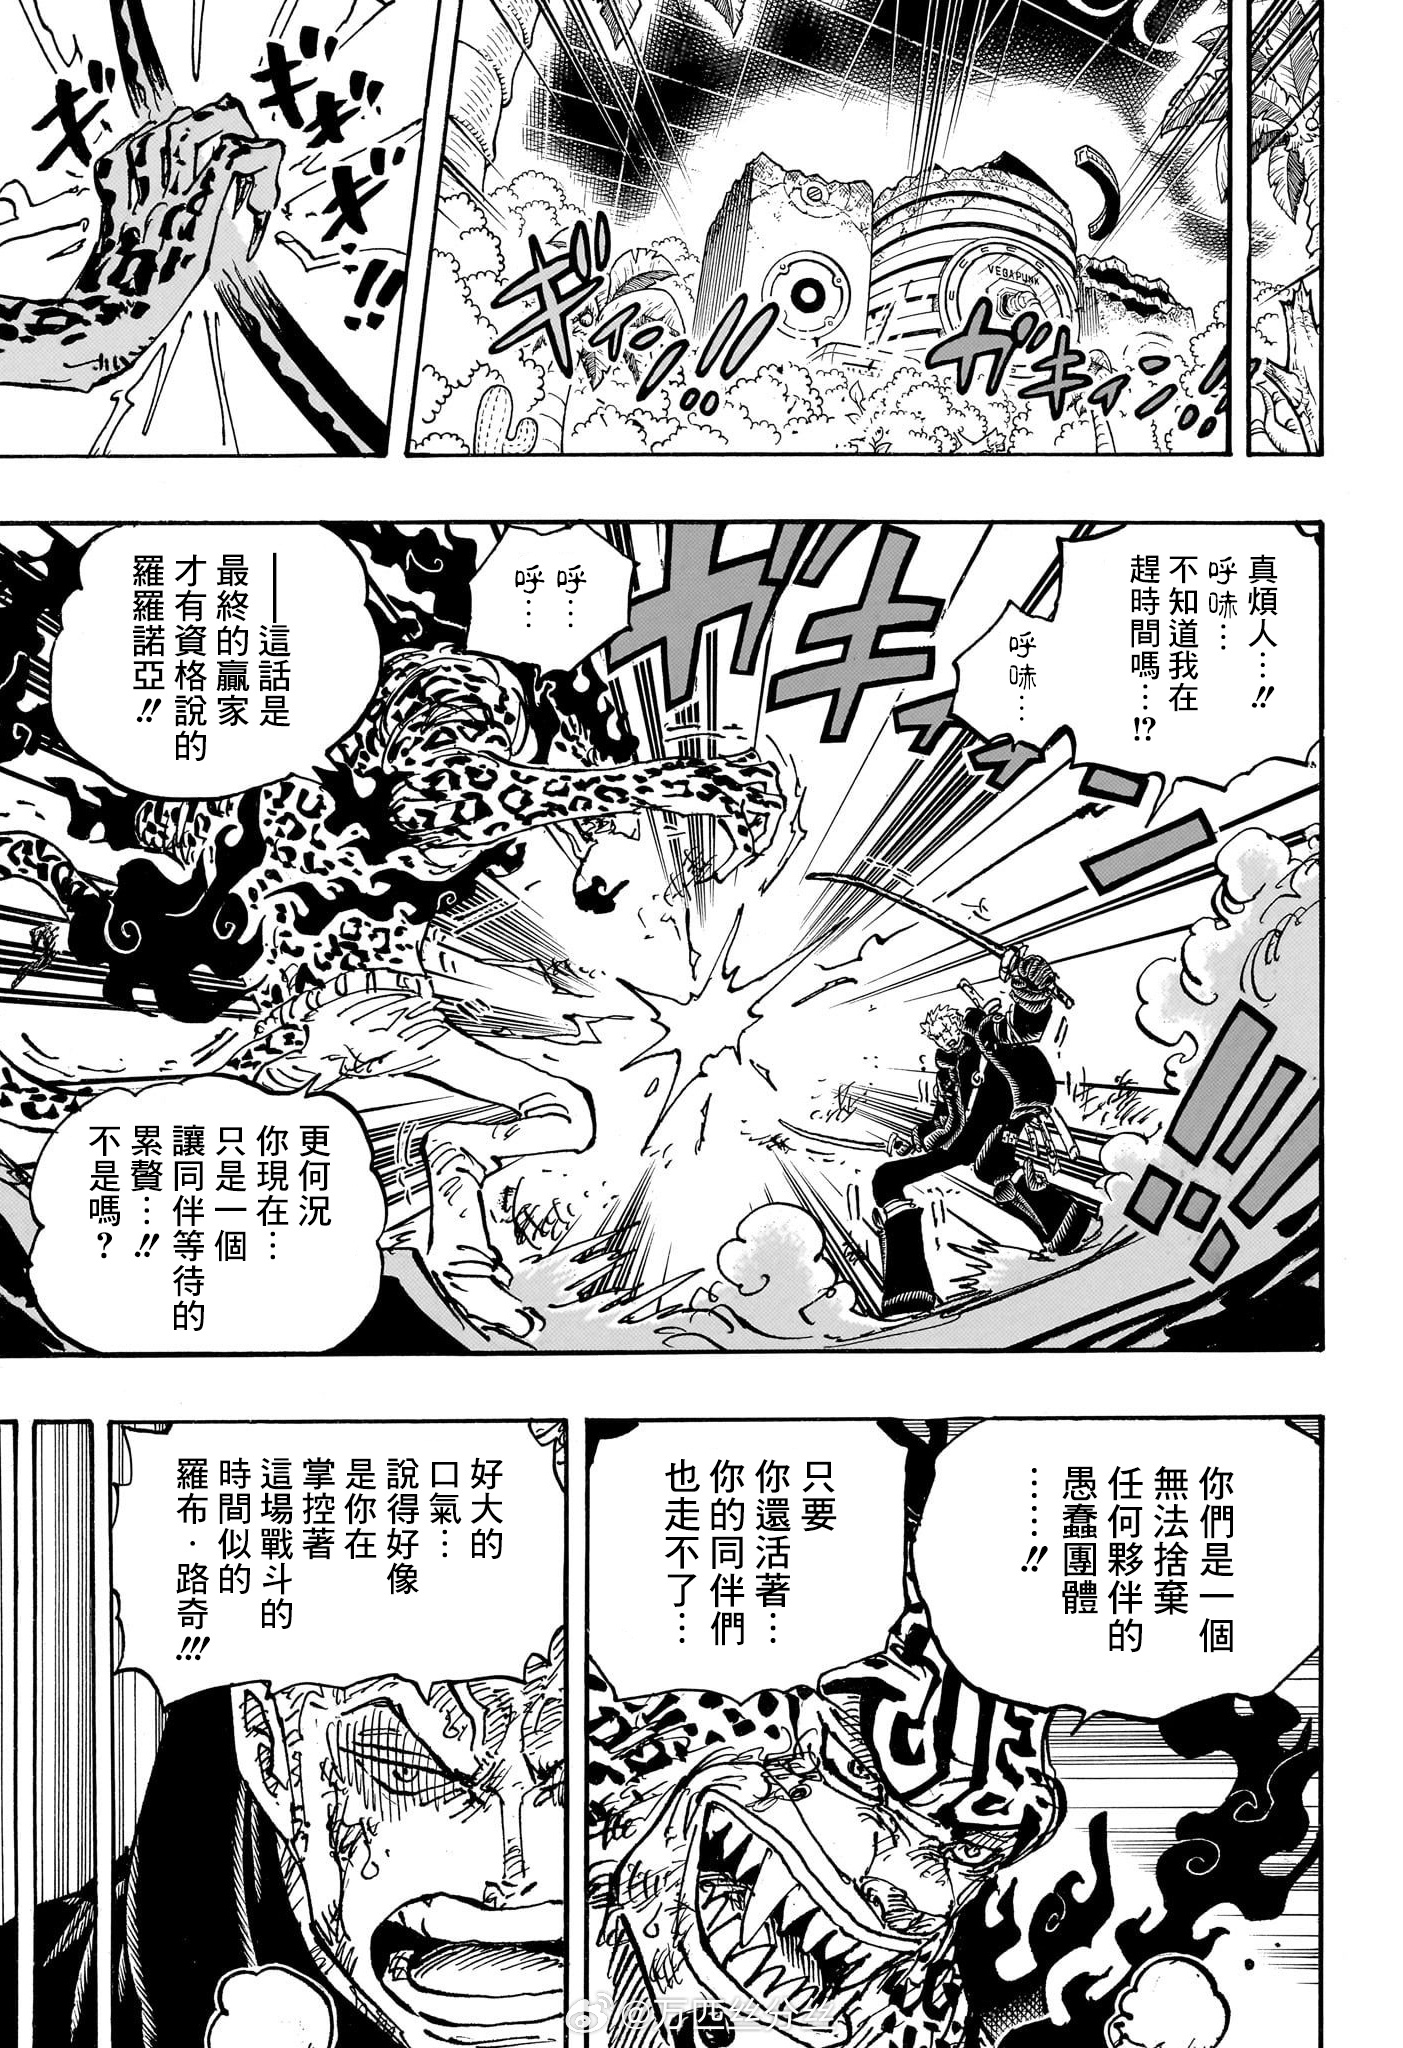 VEGAPUNK
ガキィン!!
ギィン!!
ギギギギ!!
真煩人…!!
呼哧…
不知道我在
趕時間嗎…!?
呼哧…
呼…
呼…
──這話是
最終的贏家
才有資格說的
羅羅諾亞!!
更何況
你現在…
只是一個
讓同伴等待的
累贅…!!
不是嗎?
你們是一個
無法捨棄
任何夥伴的
愚蠢團體
……!!
只要
你還活著…
你的同伴們
也走不了…
好大的
口氣…
說得好像
是你在
掌控著
這場戰斗的
時間似的
羅布·路奇!!!
@万匹丝分丝